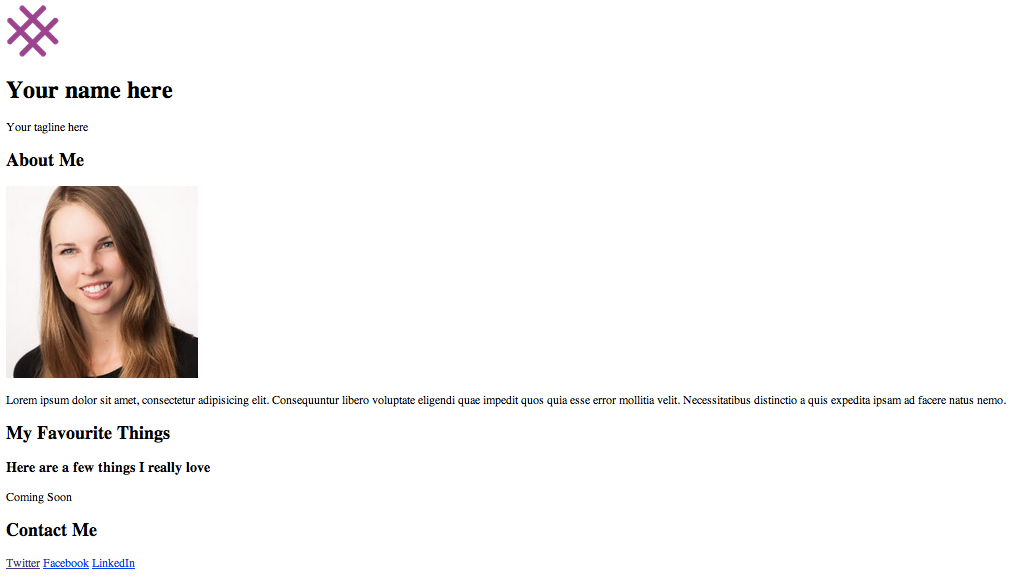 Your name here
Your tagline here
About Me
Lorem ipsum dolor sit amet, consectetur adipisicing elit. Consequuntur libero voluptate eligendi quae impedit quos quia esse error mollitia velit. Necessitatibus distinctio a quis expedita ipsam ad facere natus nemo.
My Favourite Things
Here are a few things I really love
Coming Soon
Contact Me
Twitter Facebook LinkedIn